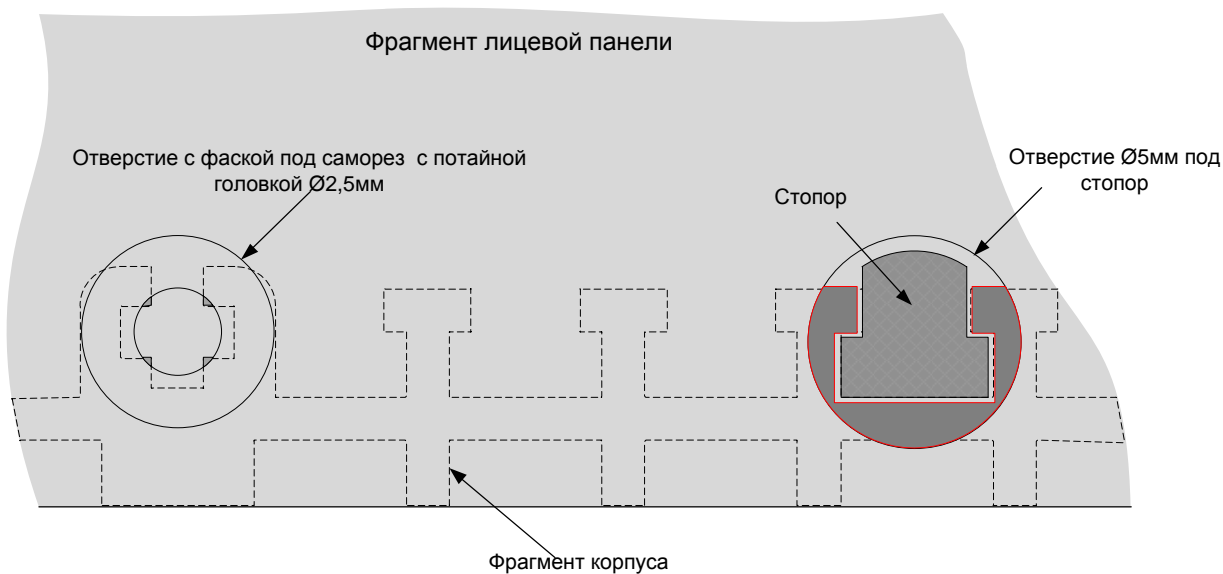 Фрагмент лицевой панели
Отверстие с фаской под саморез с потайной
головкой Ø2,5мм
Отверстие Ø5мм под
стопор
Стопор
Фрагмент корпуса